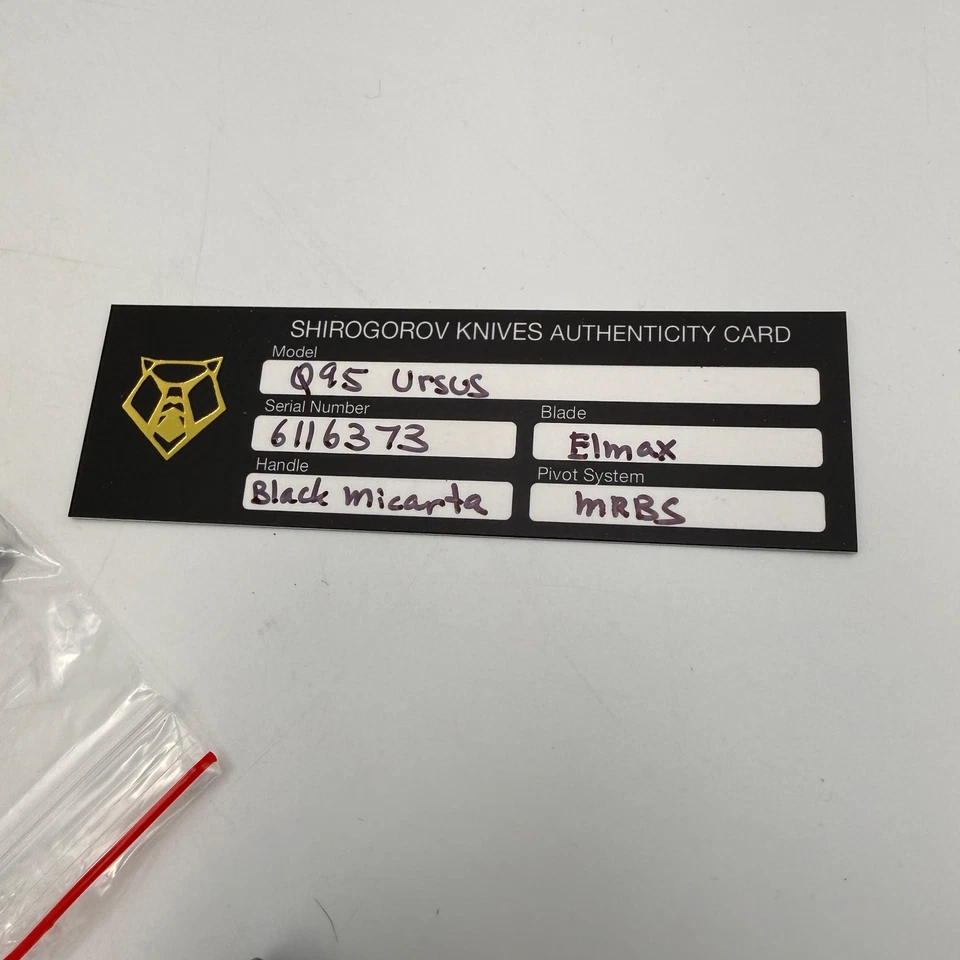 SHIROGOROV KNIVES AUTHENTICITY CARD
Model
Q95 Ursus
Serial Number
6116373
Blade
Elmax
Handle
Black Micarta
Pivot System
MRBS